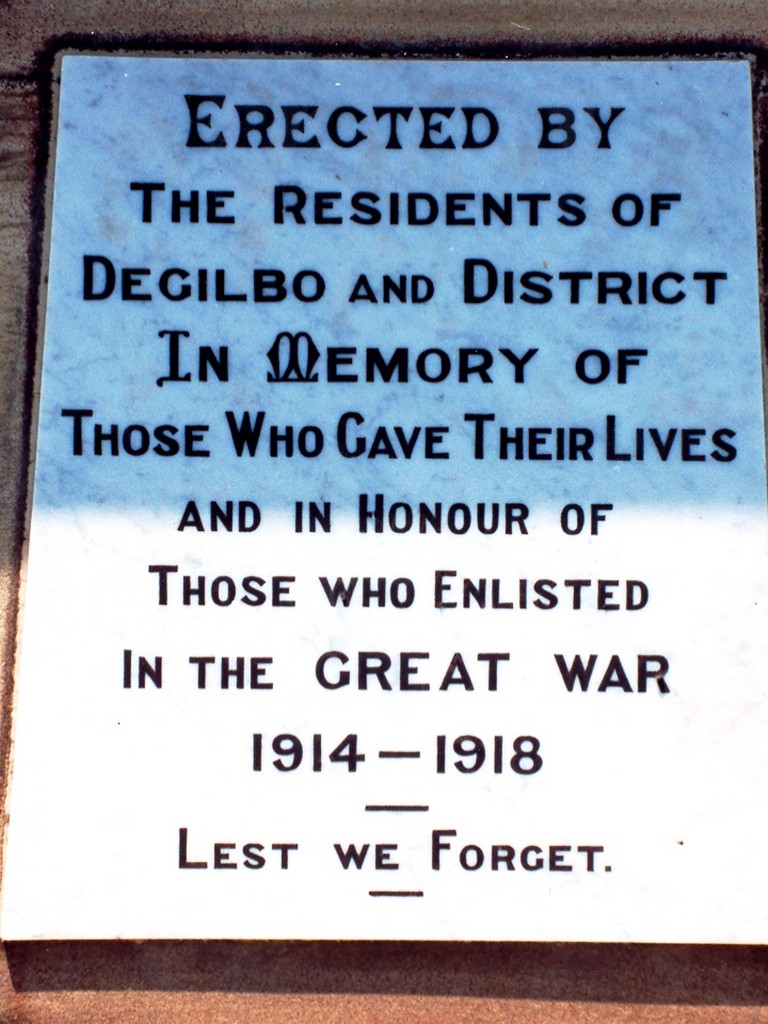 ERECTED BY
THE RESIDENTS OF
DEGILBO AND DISTRICT
IN MEMORY OF
THOSE WHO GAVE THEIR LIVES
AND IN HONOUR OF
THOSE WHO ENLISTED
IN THE GREAT WAR
1914 – 1918
LEST WE FORGET.